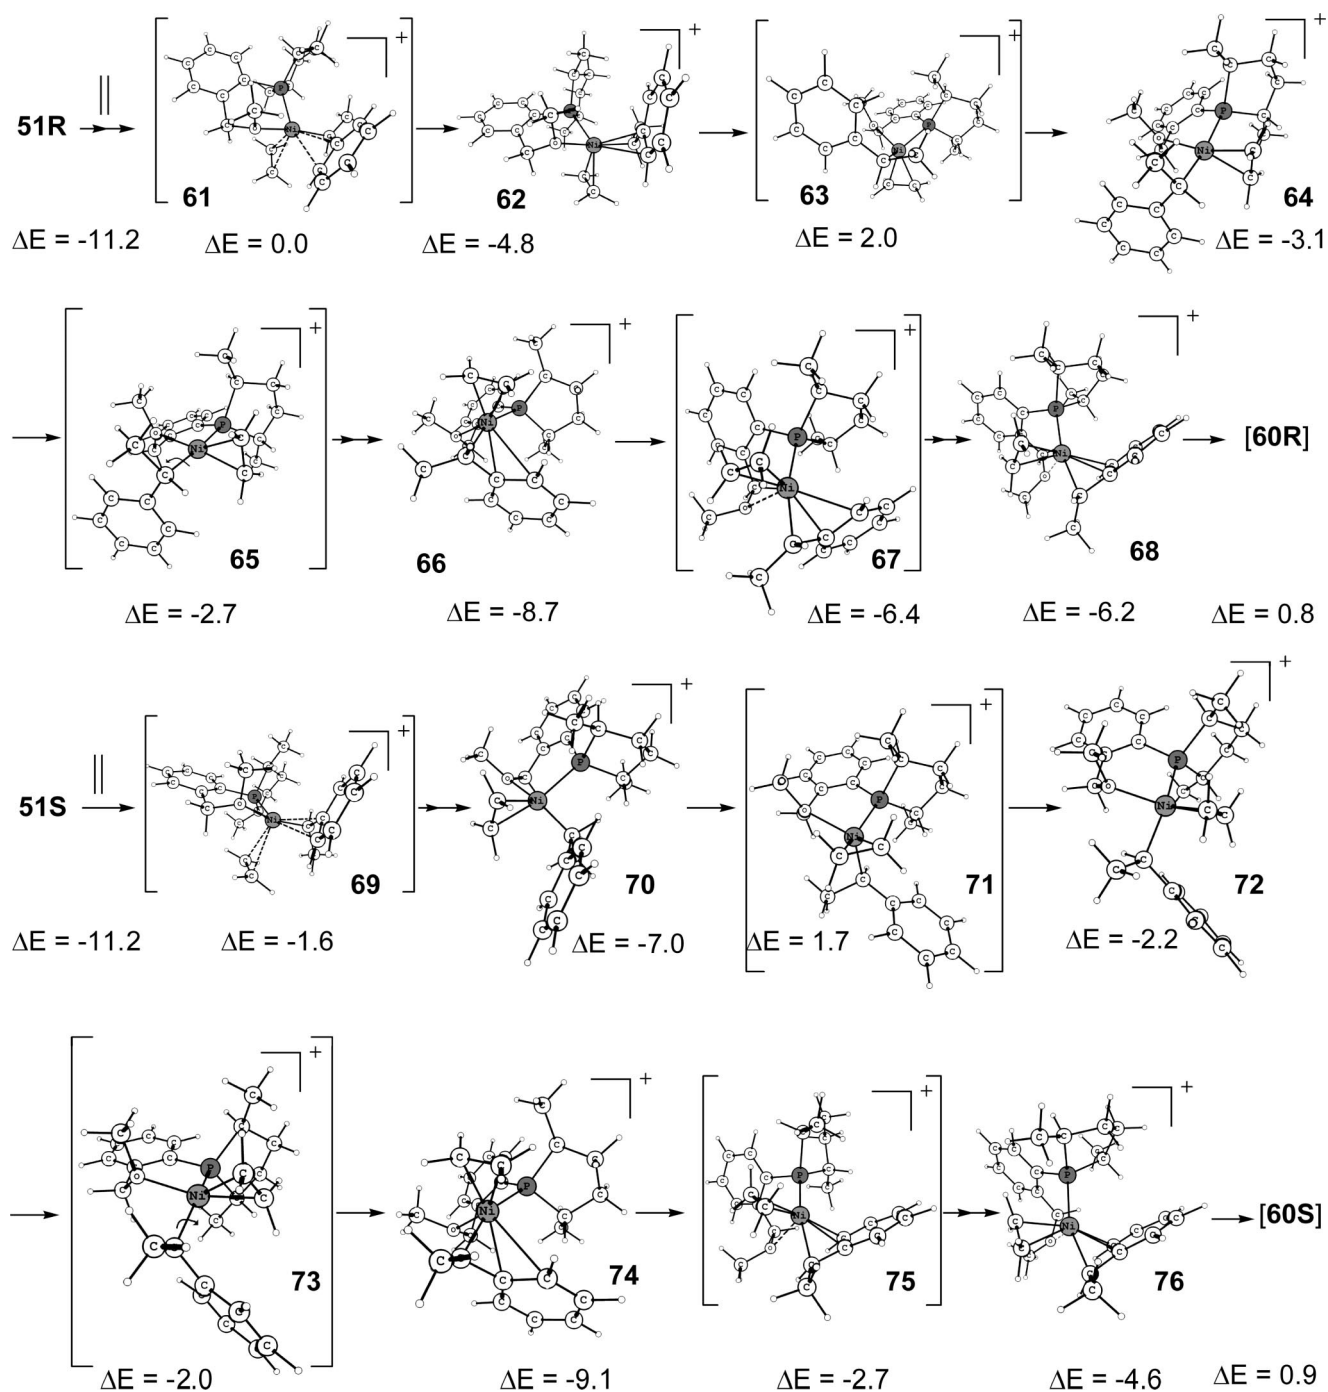 51R
61
62
63
64
ΔE = -11.2
ΔE = 0.0
ΔE = -4.8
ΔE = 2.0
ΔE = -3.1
65
66
67
68
[60R]
ΔE = -2.7
ΔE = -8.7
ΔE = -6.4
ΔE = -6.2
ΔE = 0.8
51S
69
70
71
72
ΔE = -11.2
ΔE = -1.6
ΔE = -7.0
ΔE = 1.7
ΔE = -2.2
73
74
75
76
[60S]
ΔE = -2.0
ΔE = -9.1
ΔE = -2.7
ΔE = -4.6
ΔE = 0.9